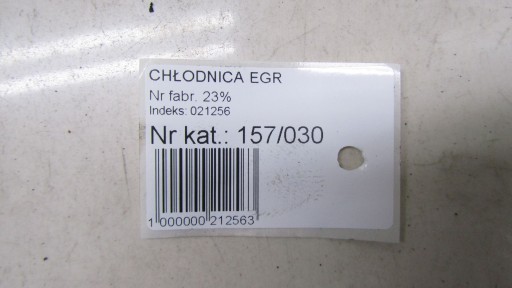 CHŁODNICA EGR
Nr fabr. 23%
Indeks: 021256
Nr kat.: 157/030
1 000000 212563